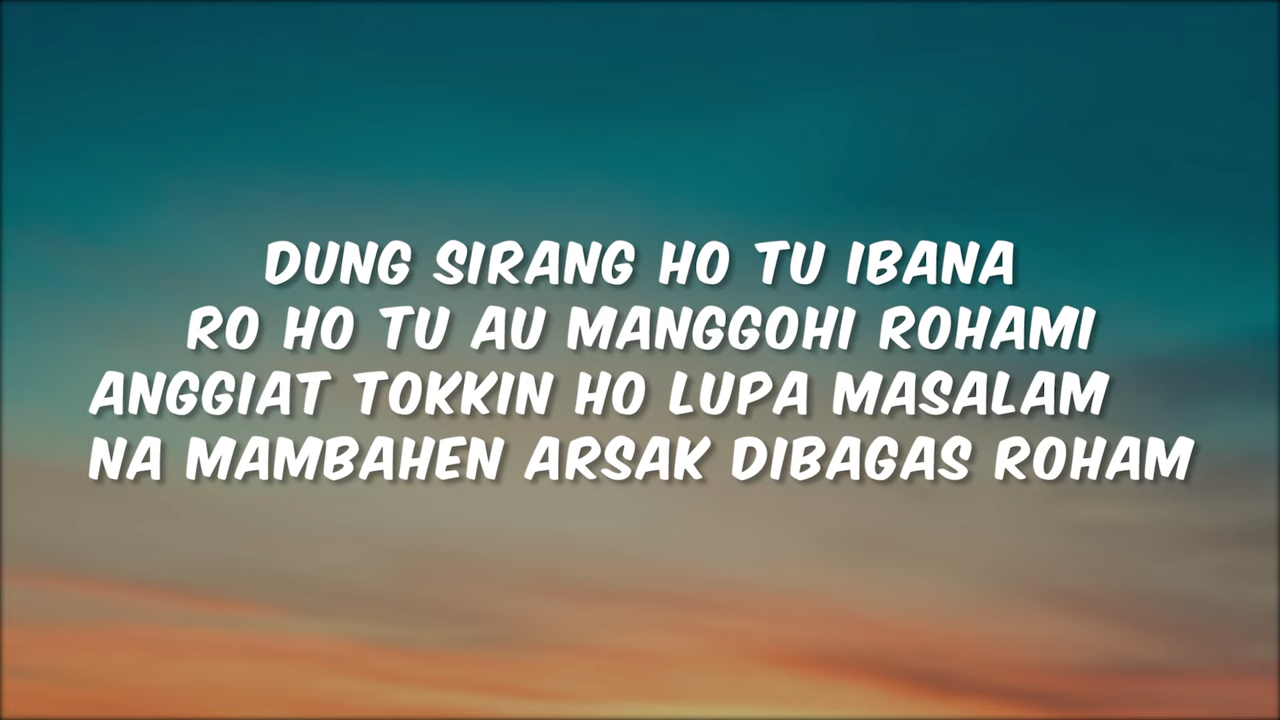 DUNG SIRANG HO TU IBANA
RO HO TU AU MANGGOHI ROHAMI
ANGGIAT TOKKIN HO LUPA MASALAM
NA MAMBAHEN ARSAK DIBAGAS ROHAM